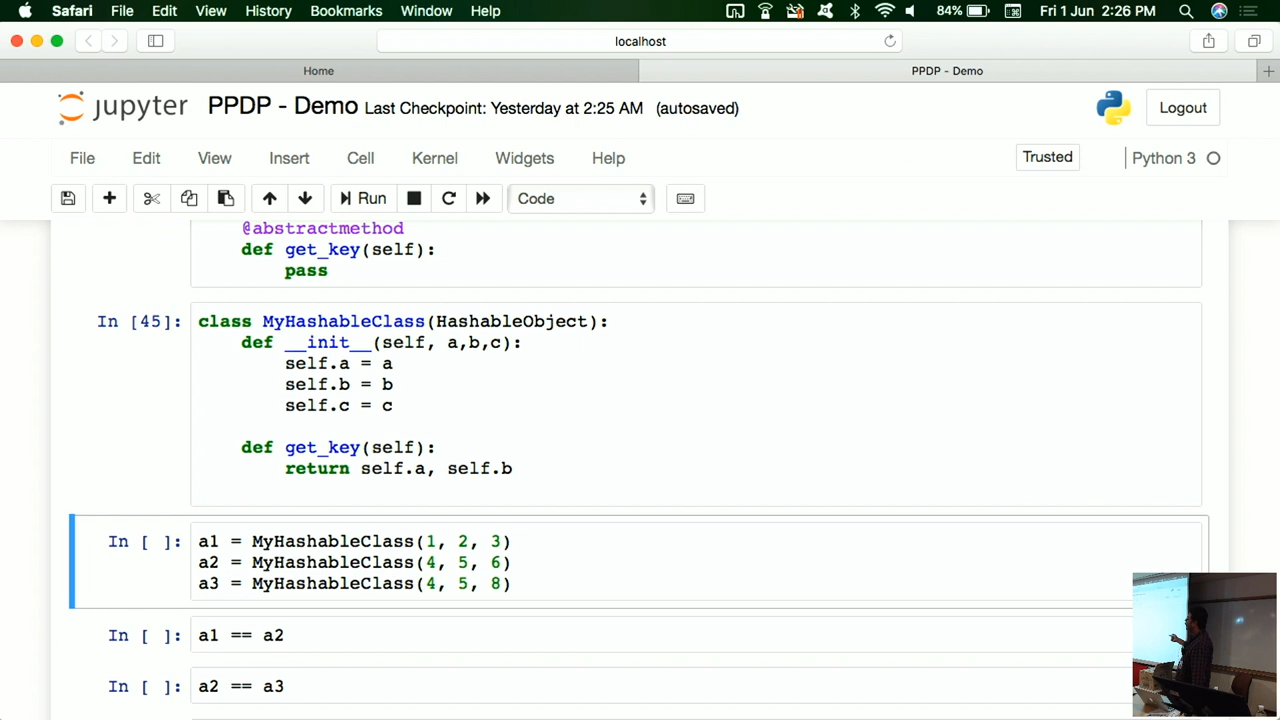 Safari File Edit View History Bookmarks Window Help 84% Fri 1 Jun 2:26 PM
localhost
Home PPDP - Demo
jupyter PPDP - Demo Last Checkpoint: Yesterday at 2:25 AM (autosaved) Logout
File Edit View Insert Cell Kernel Widgets Help Trusted Python 3
Run Code
@abstractmethod
def get_key(self):
pass
In [45]: class MyHashableClass(HashableObject):
def __init__(self, a,b,c):
self.a = a
self.b = b
self.c = c
def get_key(self):
return self.a, self.b
In [ ]: a1 = MyHashableClass(1, 2, 3)
a2 = MyHashableClass(4, 5, 6)
a3 = MyHashableClass(4, 5, 8)
In [ ]: a1 == a2
In [ ]: a2 == a3